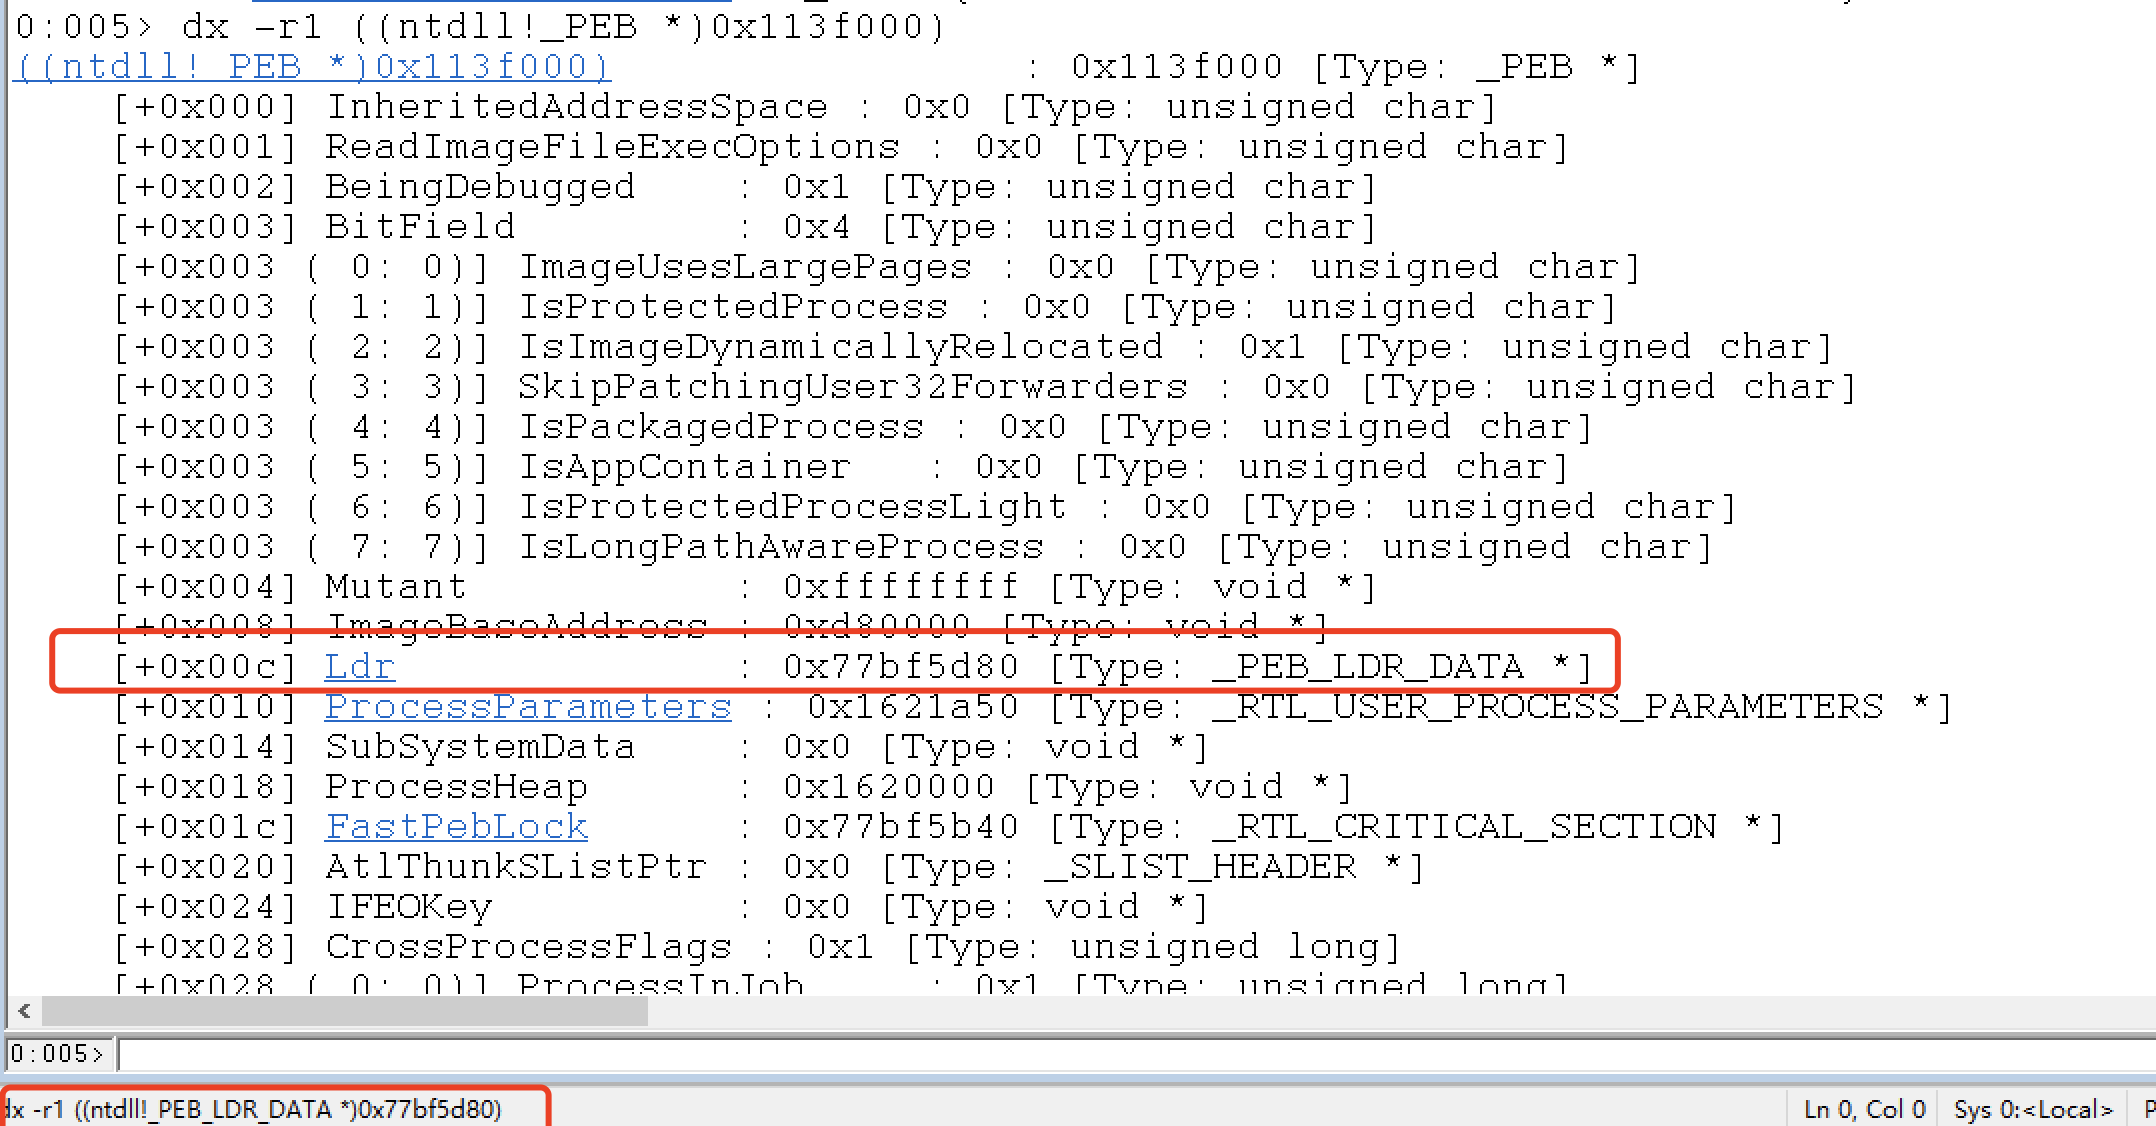 0:005> dx -r1 ((ntdll!_PEB *)0x113f000)
((ntdll!_PEB *)0x113f000)                 : 0x113f000 [Type: _PEB *]
    [+0x000] InheritedAddressSpace : 0x0 [Type: unsigned char]
    [+0x001] ReadImageFileExecOptions : 0x0 [Type: unsigned char]
    [+0x002] BeingDebugged    : 0x1 [Type: unsigned char]
    [+0x003] BitField         : 0x4 [Type: unsigned char]
    [+0x003 ( 0: 0)] ImageUsesLargePages : 0x0 [Type: unsigned char]
    [+0x003 ( 1: 1)] IsProtectedProcess : 0x0 [Type: unsigned char]
    [+0x003 ( 2: 2)] IsImageDynamicallyRelocated : 0x1 [Type: unsigned char]
    [+0x003 ( 3: 3)] SkipPatchingUser32Forwarders : 0x0 [Type: unsigned char]
    [+0x003 ( 4: 4)] IsPackagedProcess : 0x0 [Type: unsigned char]
    [+0x003 ( 5: 5)] IsAppContainer   : 0x0 [Type: unsigned char]
    [+0x003 ( 6: 6)] IsProtectedProcessLight : 0x0 [Type: unsigned char]
    [+0x003 ( 7: 7)] IsLongPathAwareProcess : 0x0 [Type: unsigned char]
    [+0x004] Mutant           : 0xffffffff [Type: void *]
    [+0x008] ImageBaseAddress : 0xd80000 [Type: void *]
    [+0x00c] Ldr              : 0x77bf5d80 [Type: _PEB_LDR_DATA *]
    [+0x010] ProcessParameters : 0x1621a50 [Type: _RTL_USER_PROCESS_PARAMETERS *]
    [+0x014] SubSystemData    : 0x0 [Type: void *]
    [+0x018] ProcessHeap      : 0x1620000 [Type: void *]
    [+0x01c] FastPebLock      : 0x77bf5b40 [Type: _RTL_CRITICAL_SECTION *]
    [+0x020] AtlThunkSListPtr : 0x0 [Type: _SLIST_HEADER *]
    [+0x024] IFEOKey          : 0x0 [Type: void *]
    [+0x028] CrossProcessFlags : 0x1 [Type: unsigned long]
    [+0x028 ( 0: 0)] ProcessInJob     : 0x1 [Type: unsigned long]
0:005>
dx -r1 ((ntdll!_PEB_LDR_DATA *)0x77bf5d80) Ln 0, Col 0 Sys 0:<Local> P